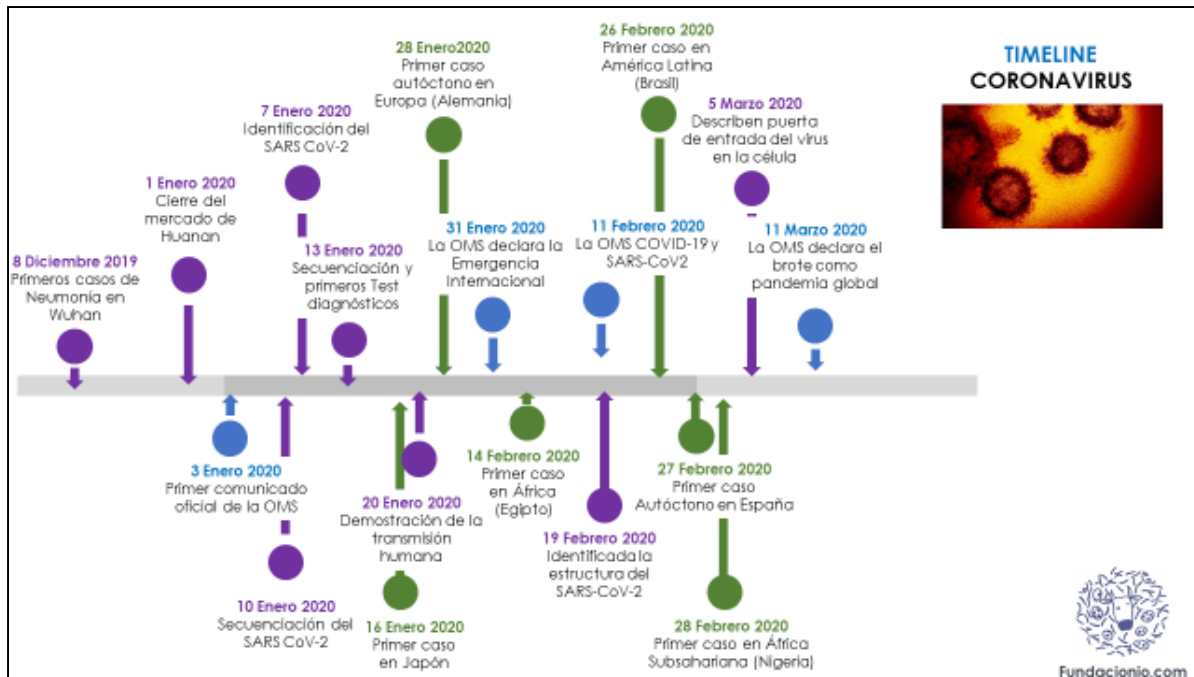 TIMELINE
CORONAVIRUS
8 Diciembre 2019
Primeros casos de
Neumonía en
Wuhan
1 Enero 2020
Cierre del
mercado de
Huanan
7 Enero 2020
Identificación del
SARS CoV-2
13 Enero 2020
Secuenciación y
primeros Test
diagnósticos
28 Enero2020
Primer caso
autóctono en
Europa (Alemania)
31 Enero 2020
La OMS declara la
Emergencia
Internacional
11 Febrero 2020
La OMS COVID-19 y
SARS-CoV2
26 Febrero 2020
Primer caso en
América Latina
(Brasil)
5 Marzo 2020
Describen puerta
de entrada del virus
en la célula
11 Marzo 2020
La OMS declara el
brote como
pandemia global
3 Enero 2020
Primer comunicado
oficial de la OMS
10 Enero 2020
Secuenciación del
SARS CoV-2
20 Enero 2020
Demostración de la
transmisión
humana
16 Enero 2020
Primer caso
en Japón
14 Febrero 2020
Primer caso
en África
(Egipto)
19 Febrero 2020
Identificada la
estructura del
SARS-CoV-2
27 Febrero 2020
Primer caso
Autóctono en España
28 Febrero 2020
Primer caso en África
Subsahariana (Nigeria)
Fundacionio.com